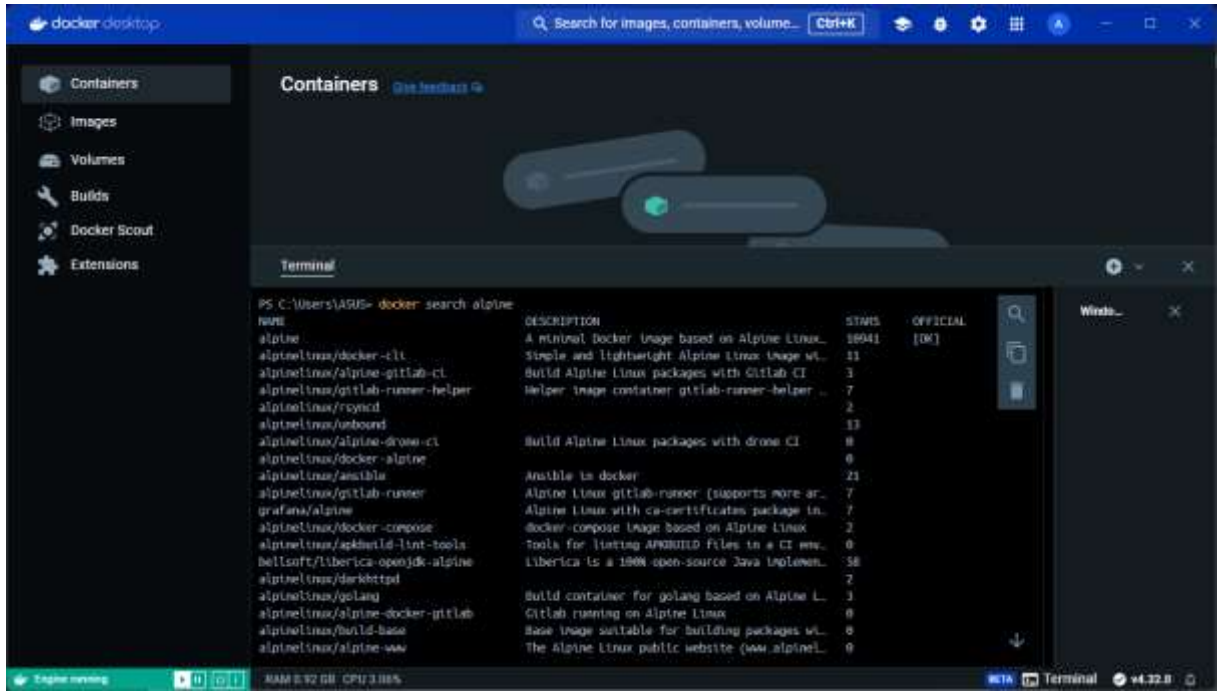 docker desktop
Search for images, containers, volume... Ctrl+K
A
Containers
Images
Volumes
Builds
Docker Scout
Extensions
Containers Give feedback
Terminal
Windo...
PS C:\Users\ASUS> docker search alpine
NAME DESCRIPTION STARS OFFICIAL
alpine A minimal Docker image based on Alpine Linux… 10941 [OK]
alpinelinux/docker-cli Simple and lightweight Alpine Linux image wi… 11
alpinelinux/alpine-gitlab-ci Build Alpine Linux packages with Gitlab CI 3
alpinelinux/gitlab-runner-helper Helper image container gitlab-runner-helper … 7
alpinelinux/rsyncd 2
alpinelinux/unbound 13
alpinelinux/alpine-drone-ci Build Alpine Linux packages with drone CI 0
alpinelinux/docker-alpine 0
alpinelinux/ansible Ansible in docker 21
alpinelinux/gitlab-runner Alpine Linux gitlab-runner (supports more ar… 7
grafana/alpine Alpine Linux with ca-certificates package in… 7
alpinelinux/docker-compose docker-compose image based on Alpine Linux 2
alpinelinux/apkbuild-lint-tools Tools for linting APKBUILD files in a CI env… 0
bellsoft/liberica-openjdk-alpine Liberica is a 100% open-source Java implemen… 58
alpinelinux/darkhttpd 2
alpinelinux/golang Build container for golang based on Alpine L… 3
alpinelinux/alpine-docker-gitlab Gitlab running on Alpine Linux 0
alpinelinux/build-base Base image suitable for building packages wi… 0
alpinelinux/alpine-www The Alpine Linux public website (www.alpinel… 0
Engine running RAM 0.92 GB CPU 3.08% BETA Terminal v4.32.0